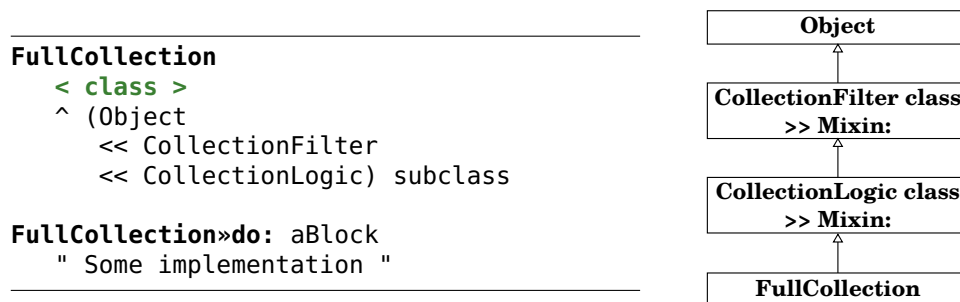 FullCollection
< class >
^ (Object
<< CollectionFilter
<< CollectionLogic) subclass
FullCollection»do: aBlock
" Some implementation "
Object
CollectionFilter class
>> Mixin:
CollectionLogic class
>> Mixin:
FullCollection